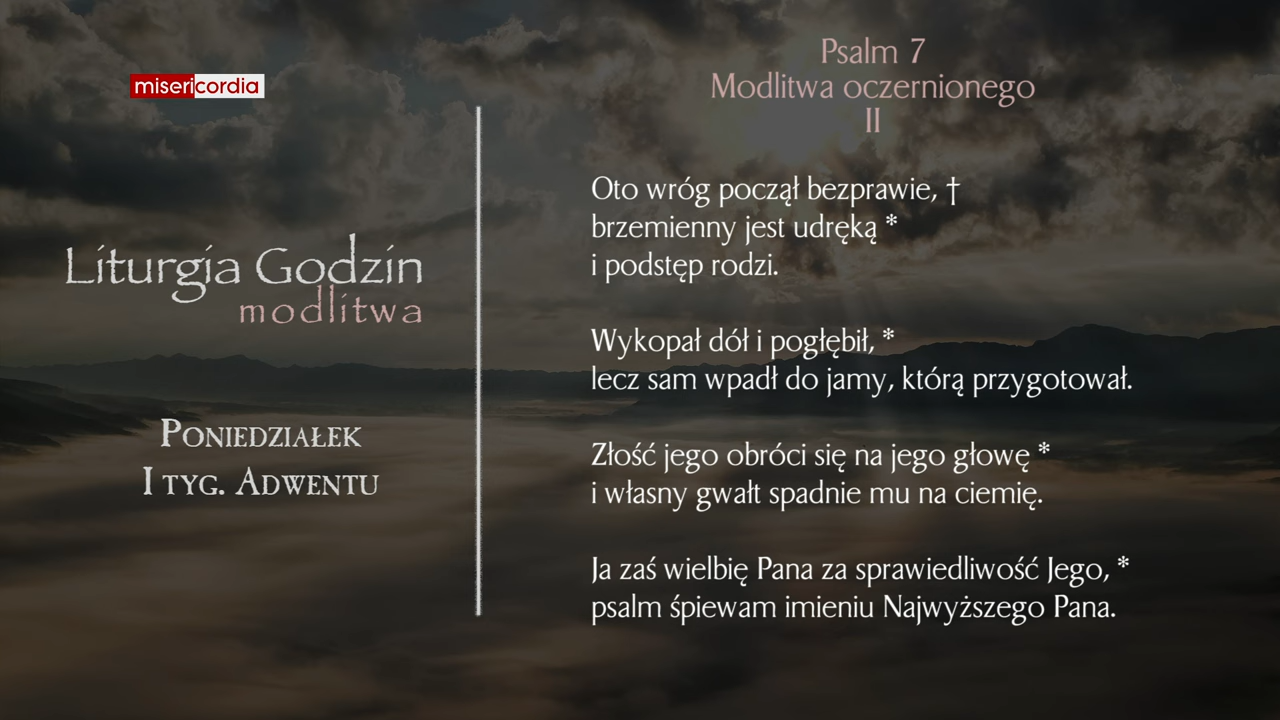 misericordia
Liturgia Godzin
modlitwa
Poniedziałek
I tyg. Adwentu
Psalm 7
Modlitwa oczernionego
II
Oto wróg począł bezprawie, †
brzemienny jest udręką *
i podstęp rodzi.
Wykopał dół i pogłębił, *
lecz sam wpadł do jamy, którą przygotował.
Złość jego obróci się na jego głowę *
i własny gwałt spadnie mu na ciemię.
Ja zaś wielbię Pana za sprawiedliwość Jego, *
psalm śpiewam imieniu Najwyższego Pana.